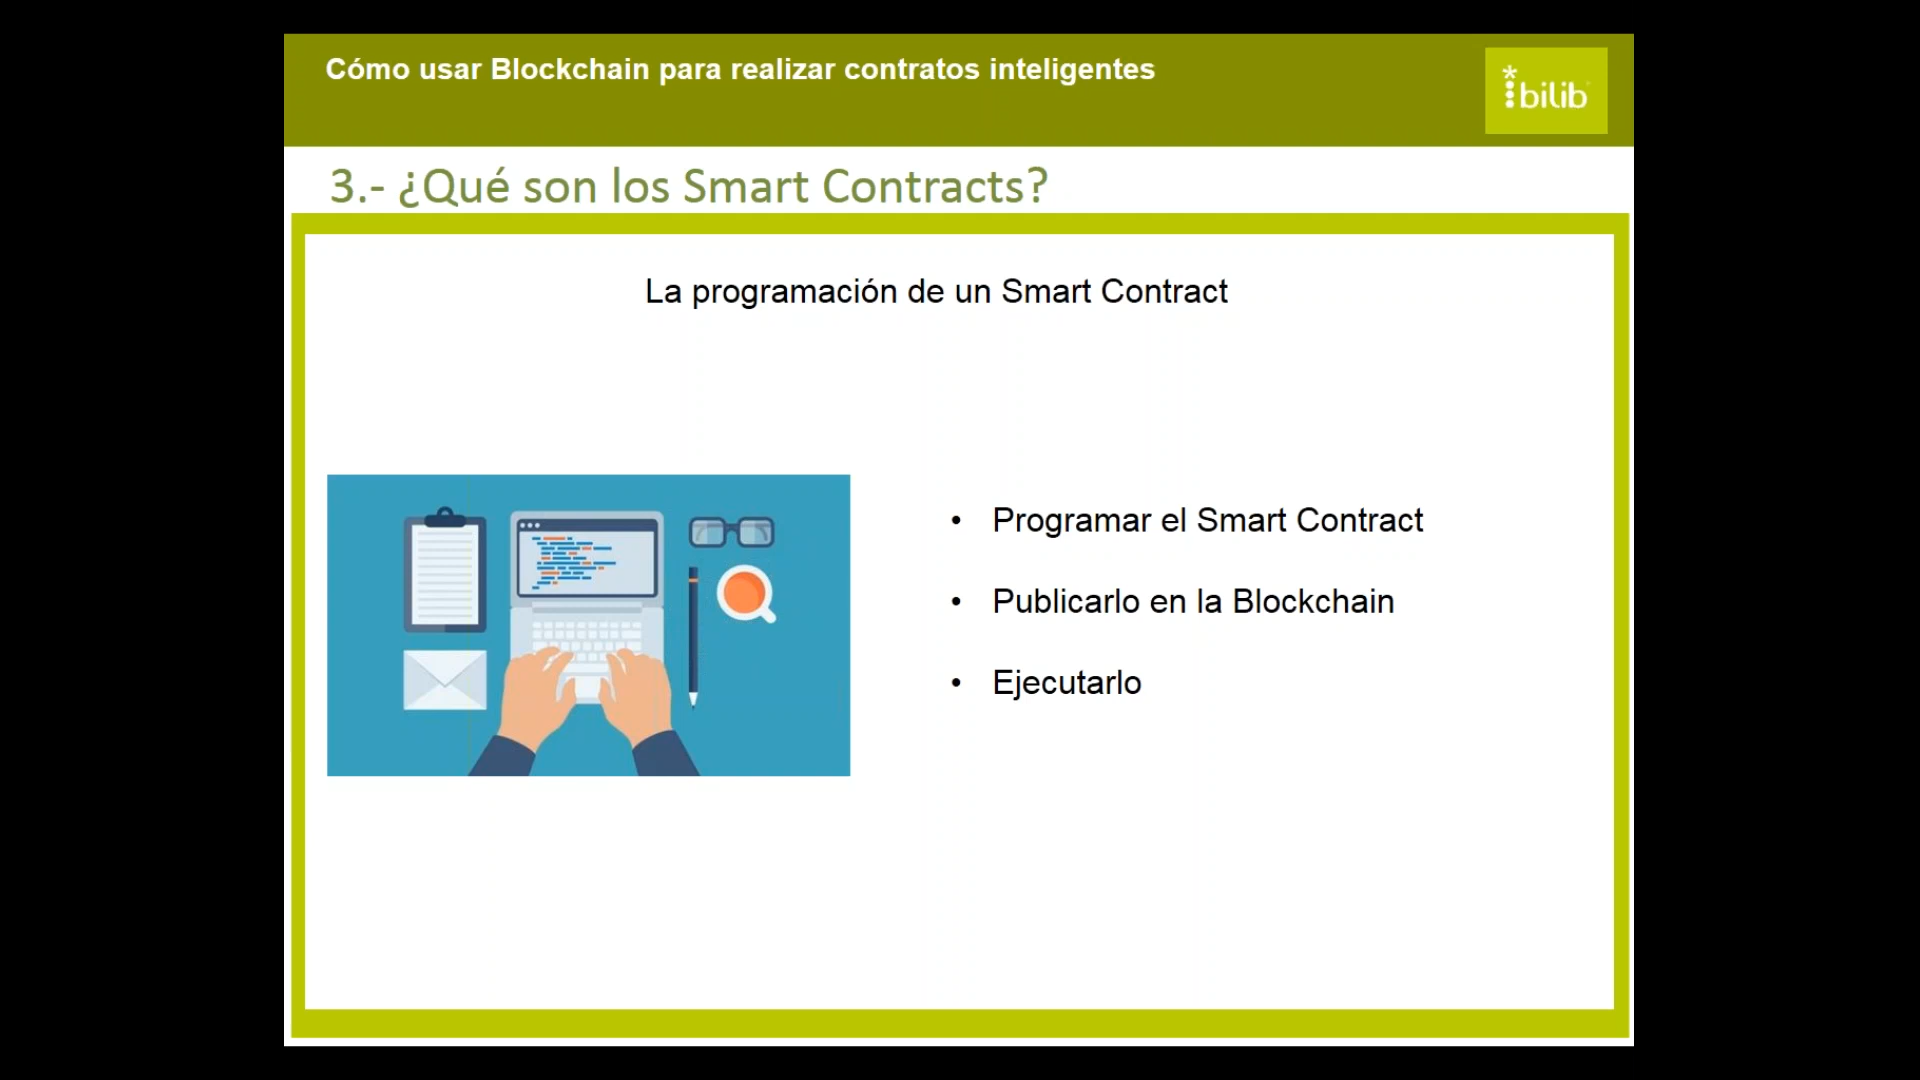 Cómo usar Blockchain para realizar contratos inteligentes
bilib
3.- ¿Qué son los Smart Contracts?
La programación de un Smart Contract
• Programar el Smart Contract
• Publicarlo en la Blockchain
• Ejecutarlo